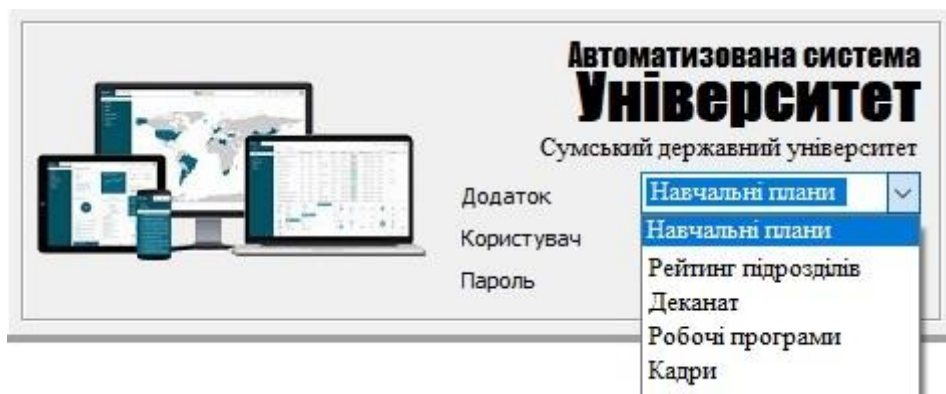 Автоматизована система
Університет
Сумський державний університет
Додаток
Навчальні плани
Користувач
Навчальні плани
Пароль
Рейтинг підрозділів
Деканат
Робочі програми
Кадри